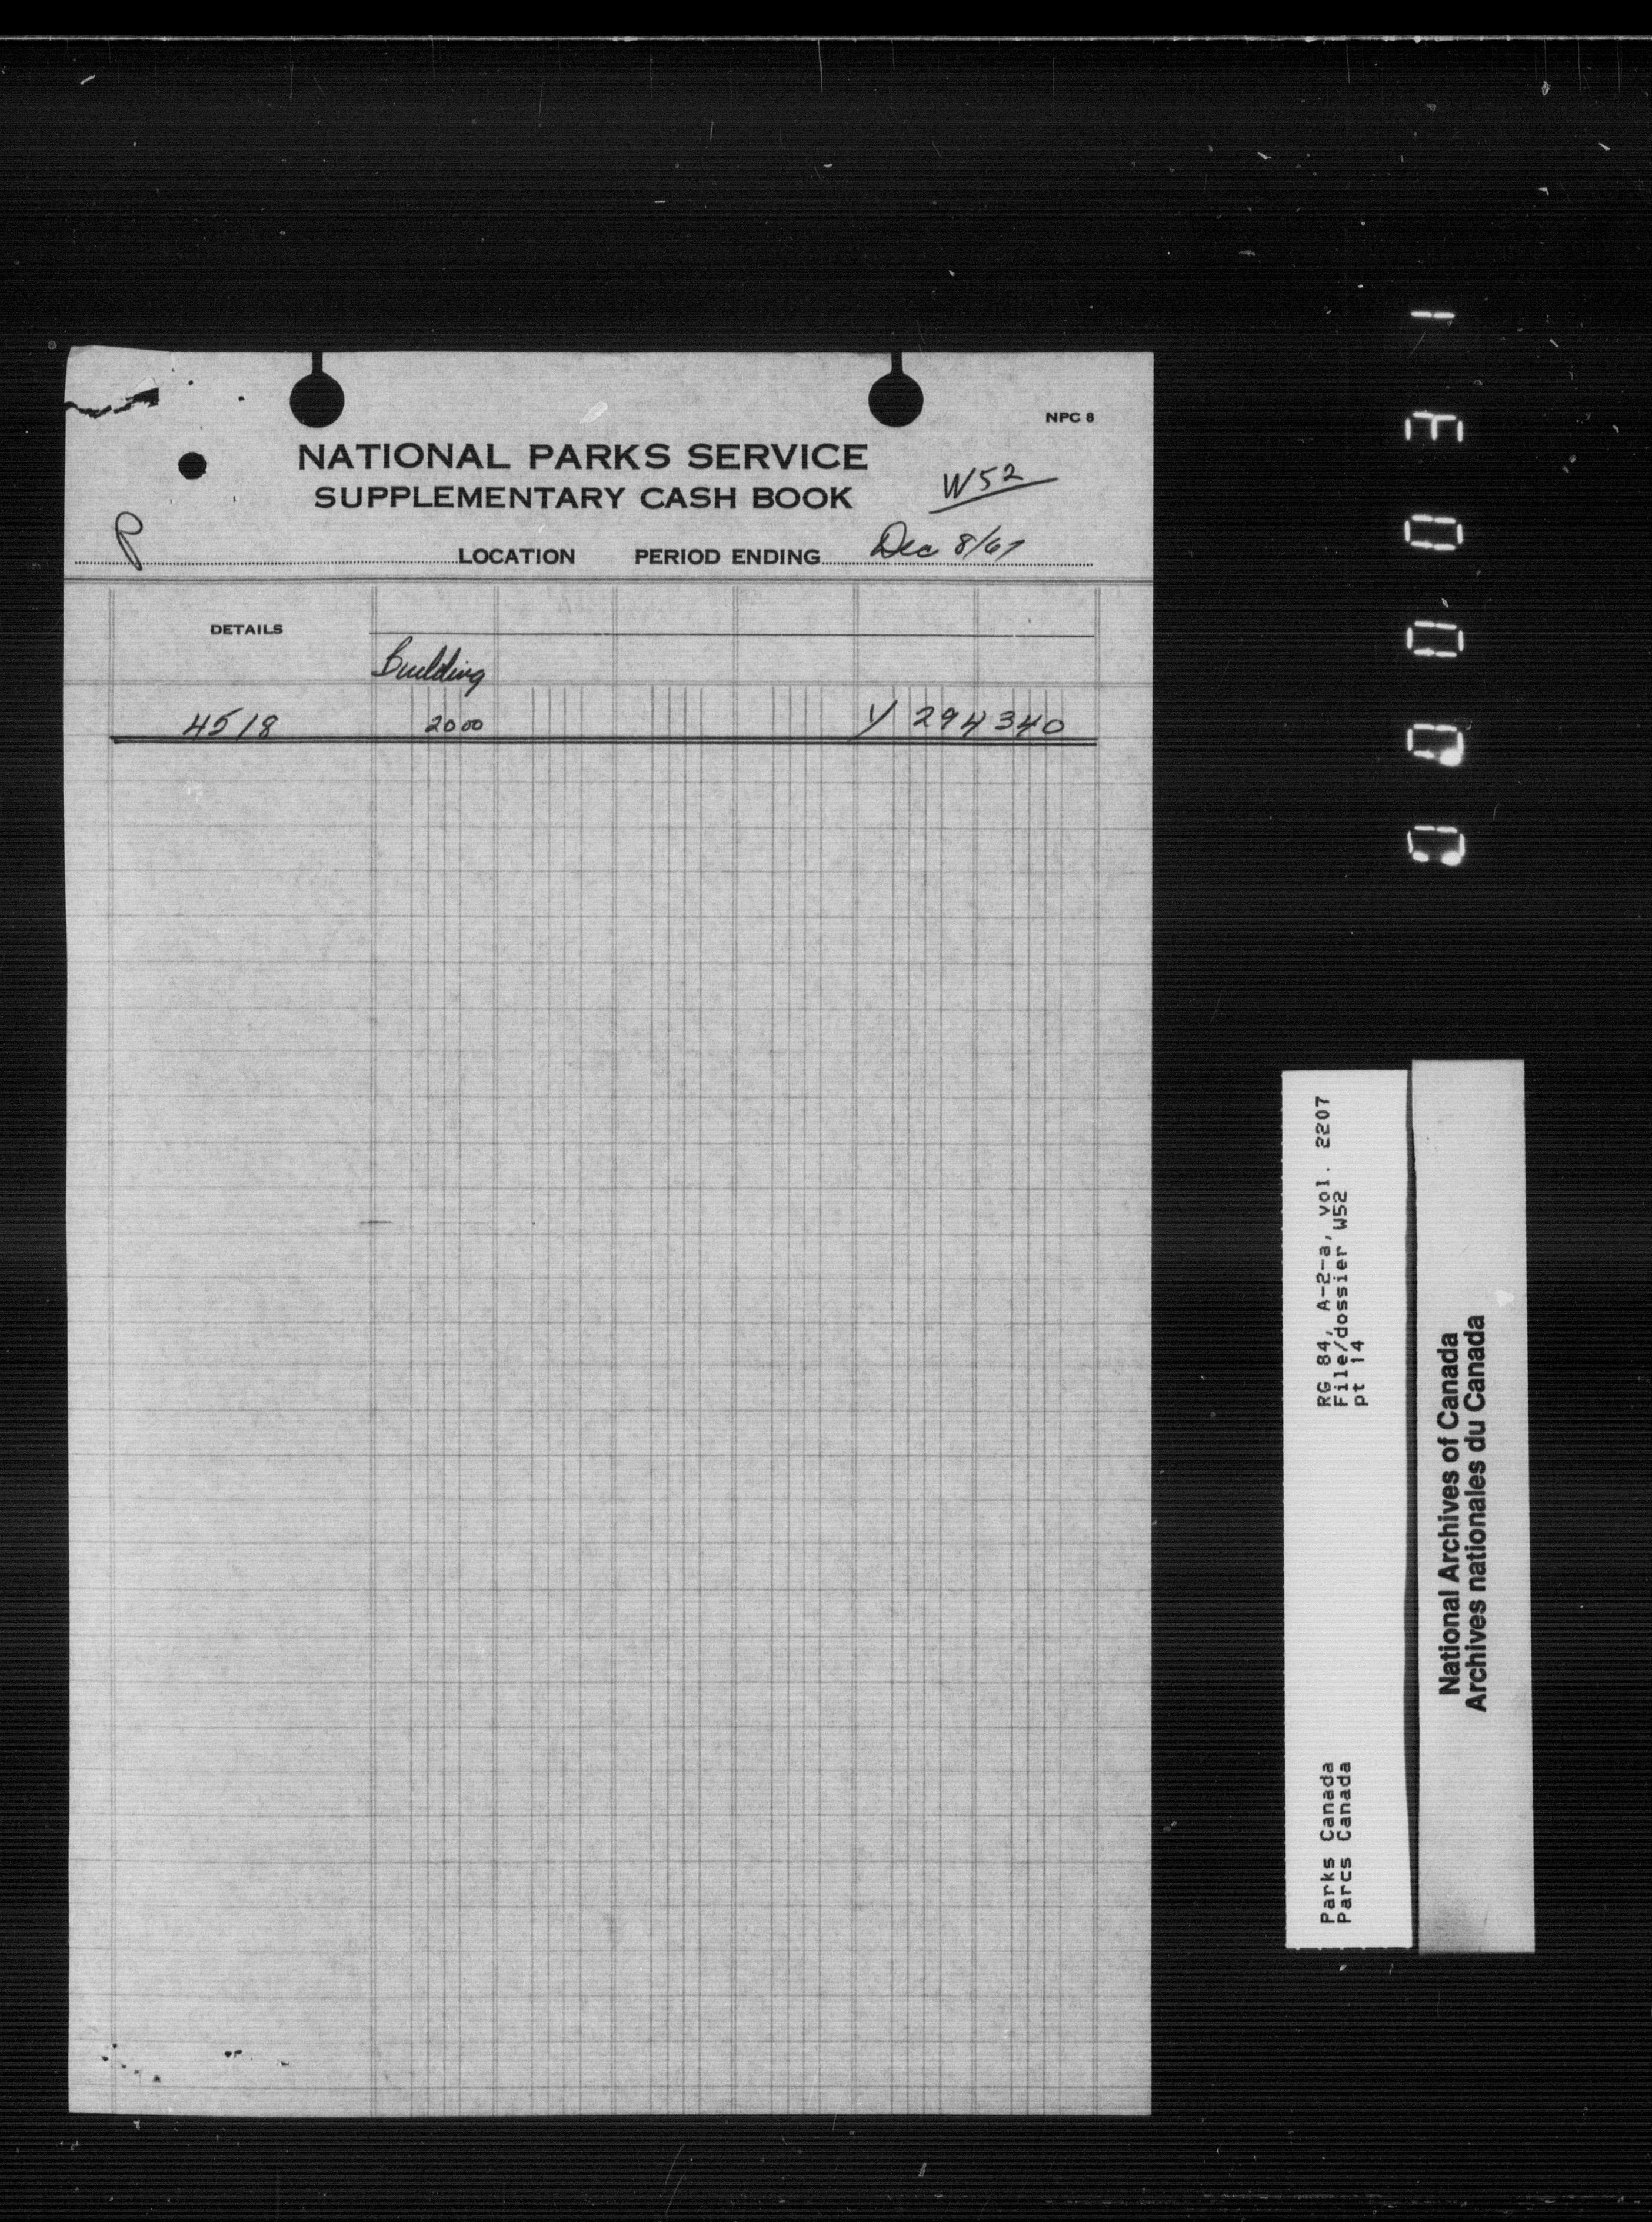 NPC 8
NATIONAL PARKS SERVICE
SUPPLEMENTARY CASH BOOK
W52
P LOCATION PERIOD ENDING Dec 8/67
DETAILS
Building
4518 2000 Y 294340
RG 84, A-2-a, vol. 2207
File/dossier W52
pt 14
Parks Canada
Parcs Canada
National Archives of Canada
Archives nationales du Canada